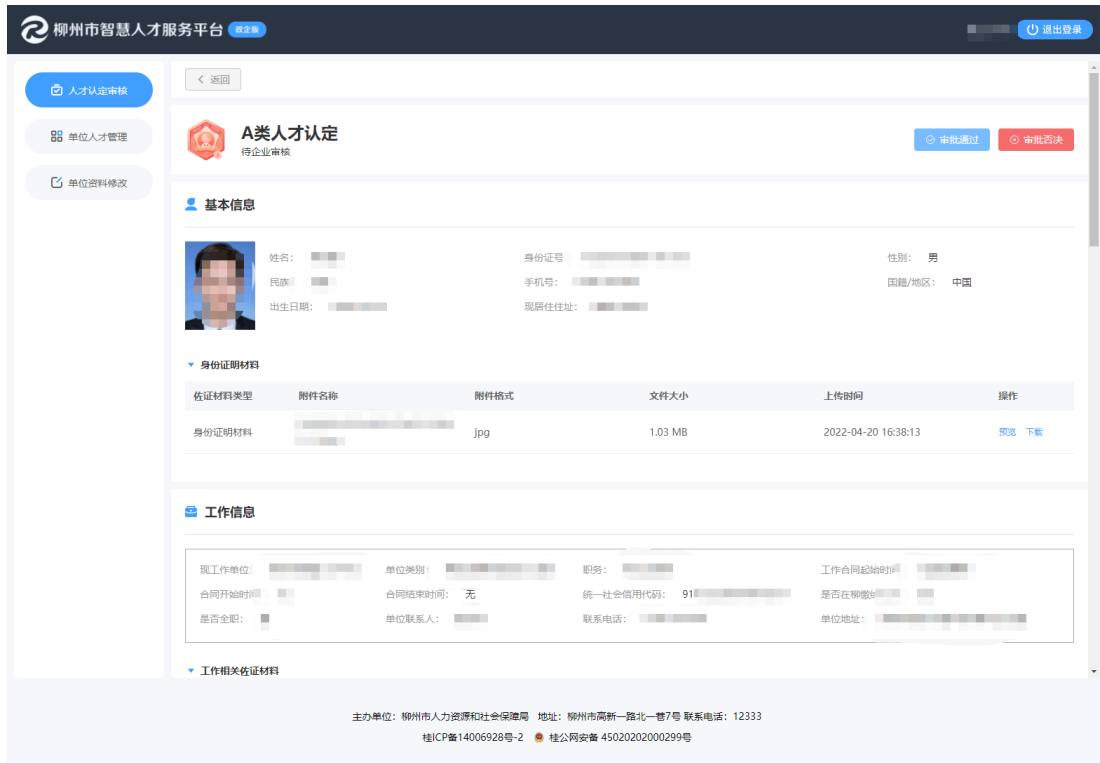 柳州市智慧人才服务平台 政企版 退出登录
人才认定审核
单位人才管理
单位资料修改
返回
A类人才认定
待企业审核
审批通过 审批否决
基本信息
姓名： 身份证号 性别： 男
民族 手机号： 国籍/地区： 中国
出生日期： 现居住住址：
身份证明材料
佐证材料类型 附件名称 附件格式 文件大小 上传时间 操作
身份证明材料 jpg 1.03 MB 2022-04-20 16:38:13 预览 下载
工作信息
现工作单位 单位类别 职务： 工作合同起始时间
合同开始时间 合同结束时间： 无 统一社会信用代码： 91 是否在柳缴
是否全职： 单位联系人： 联系电话： 单位地址：
工作相关佐证材料
主办单位：柳州市人力资源和社会保障局 地址：柳州市高新一路北一巷7号 联系电话：12333
桂ICP备14006928号-2 桂公网安备 45020202000299号